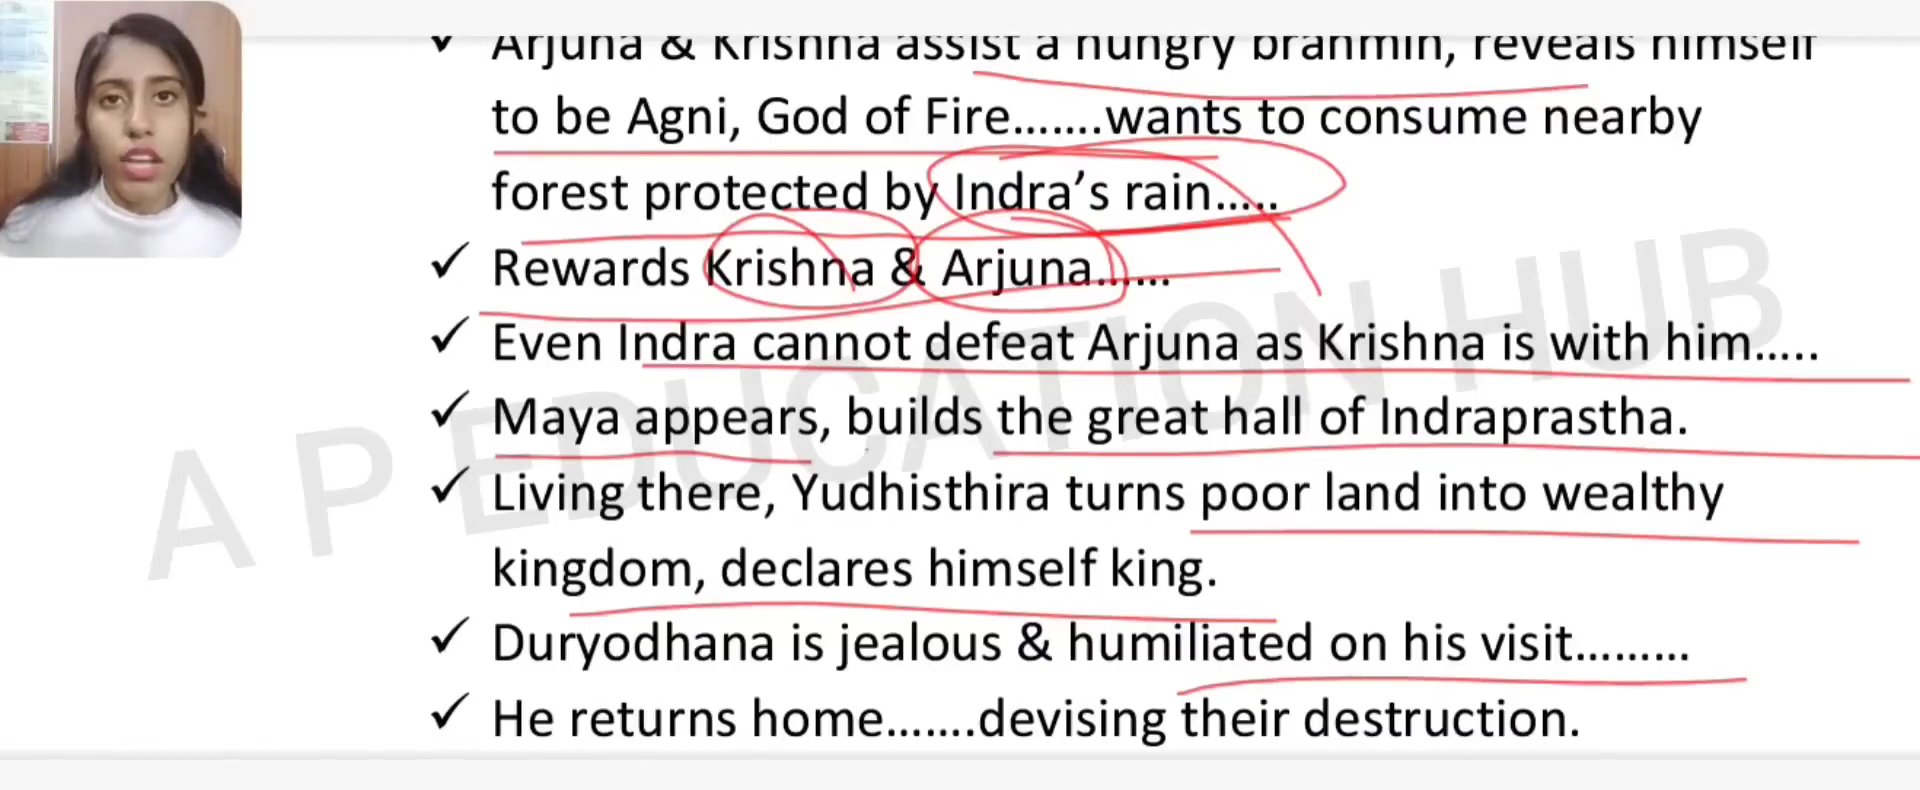 ✓ Arjuna & Krishna assist a hungry brahmin, reveals himself
to be Agni, God of Fire.......wants to consume nearby
forest protected by Indra's rain.....
✓ Rewards Krishna & Arjuna......
✓ Even Indra cannot defeat Arjuna as Krishna is with him.....
✓ Maya appears, builds the great hall of Indraprastha.
✓ Living there, Yudhisthira turns poor land into wealthy
kingdom, declares himself king.
✓ Duryodhana is jealous & humiliated on his visit.........
✓ He returns home.......devising their destruction.
A P EDUCATION HUB